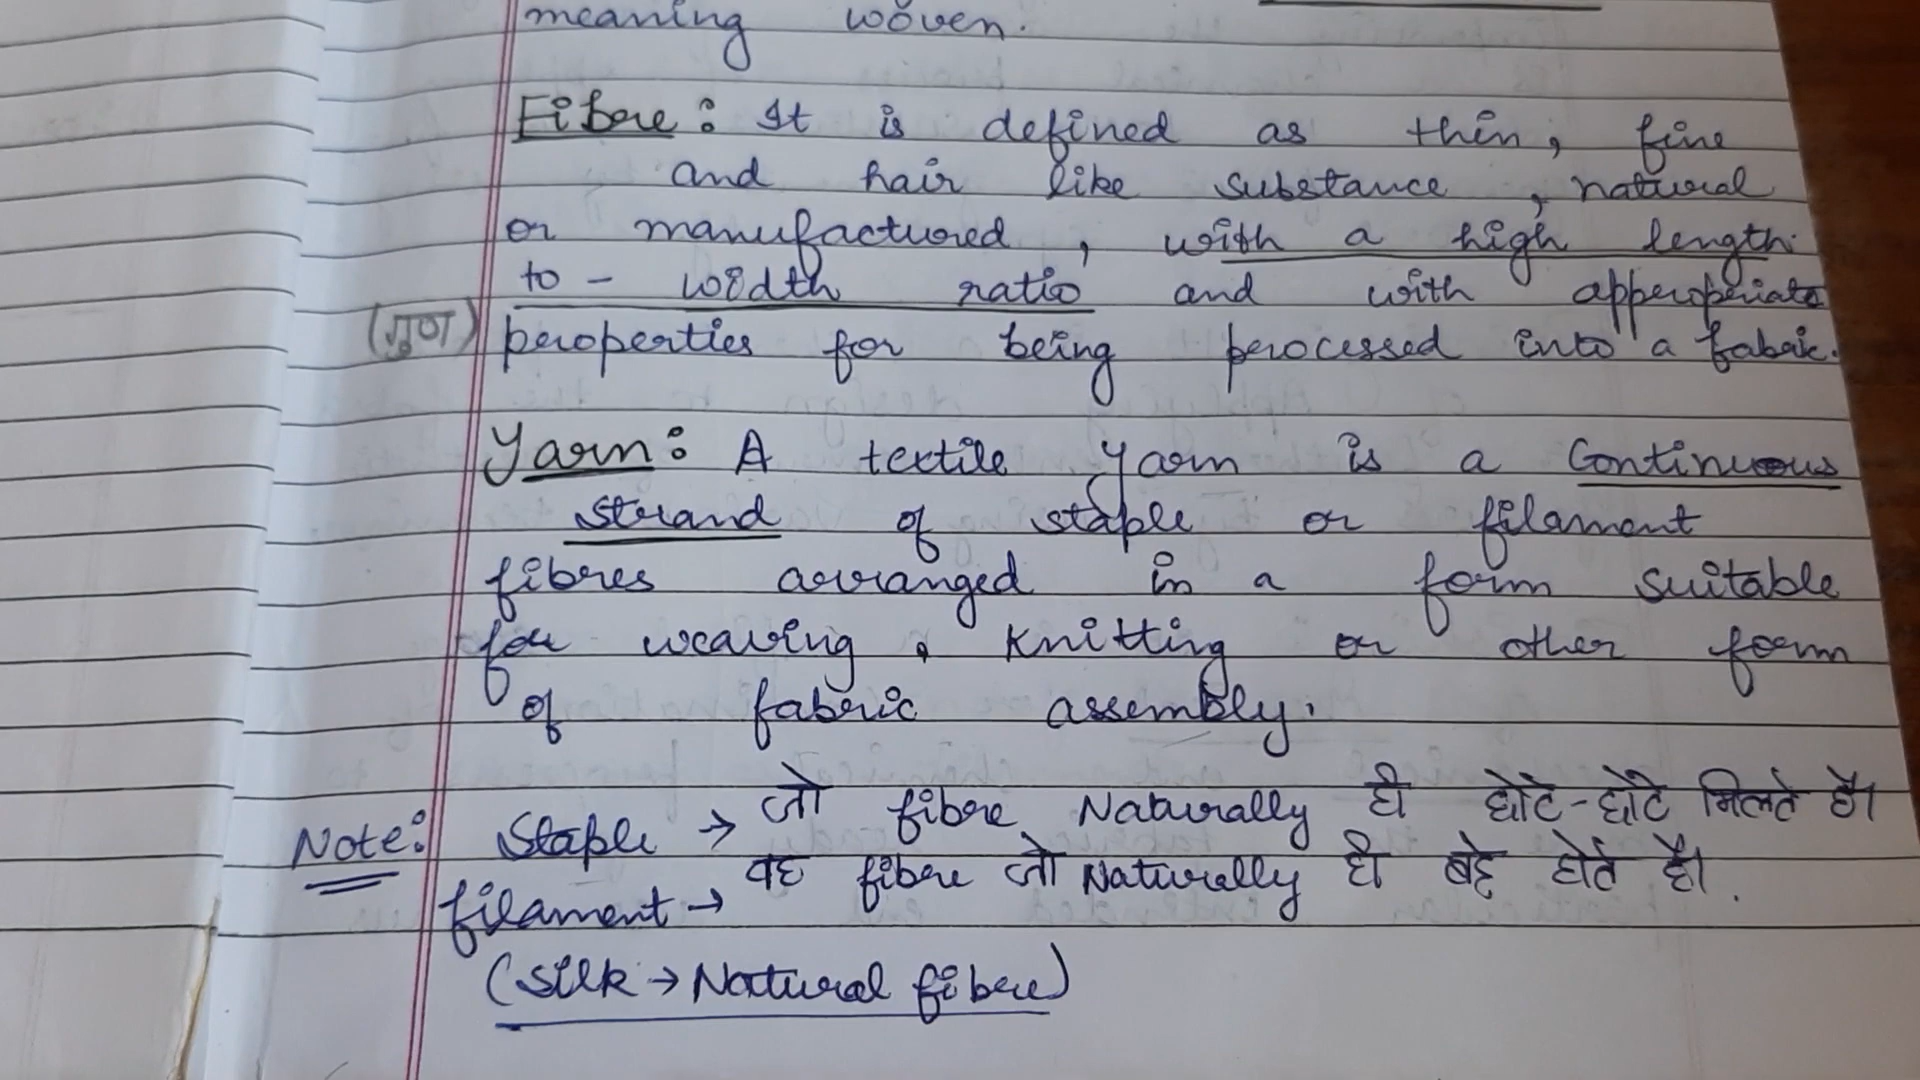 meaning woven.
Fibre: It is defined as thin, fine
and hair like substance, natural
or manufactured, with a high length
to - width ratio and with appropriate
(गुण) properties for being processed into a fabric.
Yarn: A textile yarn is a Continuous
strand of staple or filament
fibres arranged in a form suitable
for weaving, knitting or other form
of fabric assembly.
Note: Staple → जो fibre Naturally ही छोटे-छोटे मिलते हैं।
filament → वह fibre जो Naturally ही बड़े होते हैं।
(silk → Natural fibre)